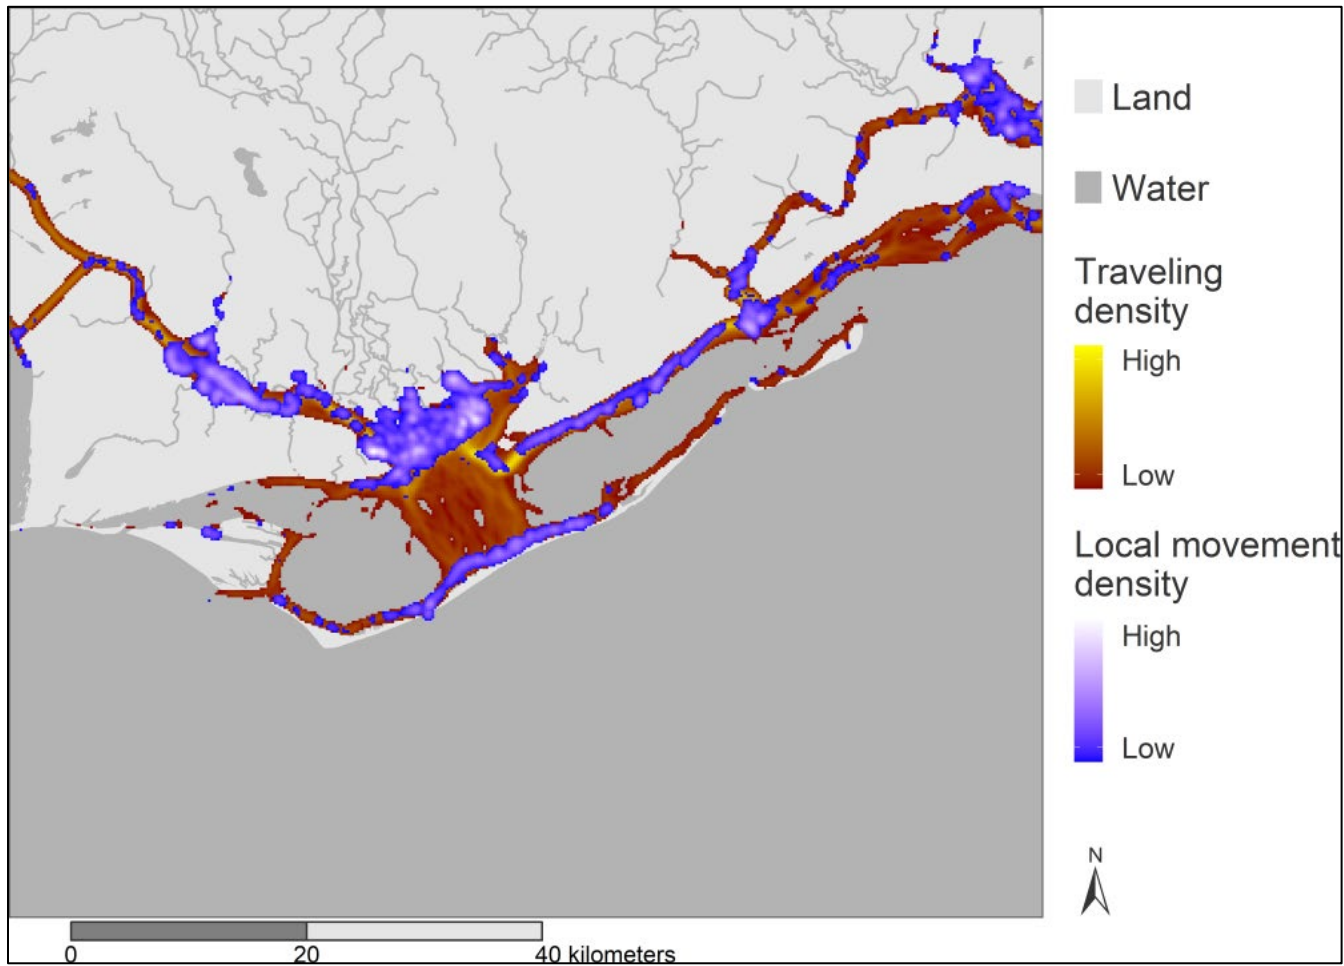 Land
Water
Traveling
density
High
Low
Local movement
density
High
Low
N
0 20 40 kilometers